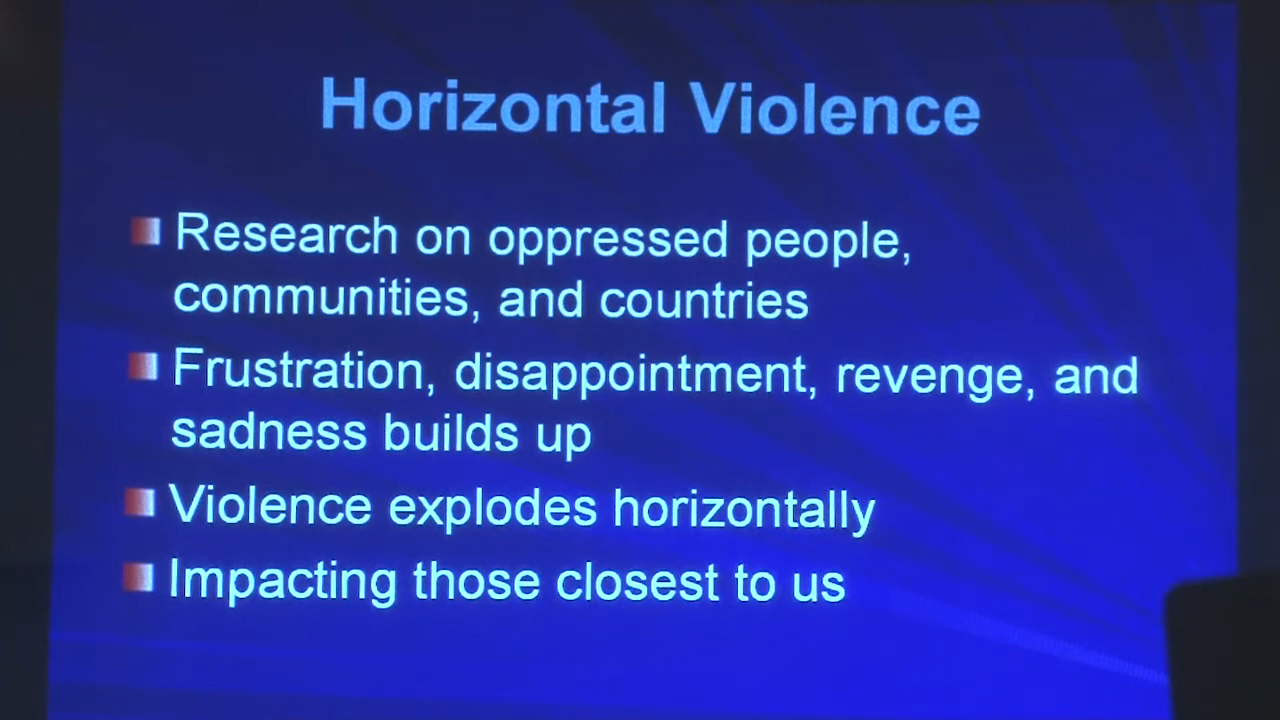 Horizontal Violence
Research on oppressed people,
communities, and countries
Frustration, disappointment, revenge, and
sadness builds up
Violence explodes horizontally
Impacting those closest to us